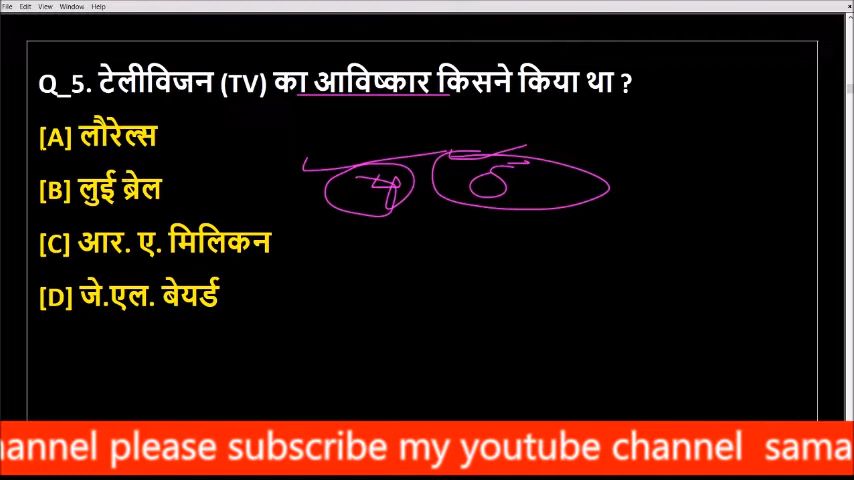 File Edit View Window Help
Q_5. टेलीविजन (TV) का आविष्कार किसने किया था ?
[A] लौरेल्स
[B] लुई ब्रेल
[C] आर. ए. मिलिकन
[D] जे.एल. बेयर्ड
hannel please subscribe my youtube channel sama